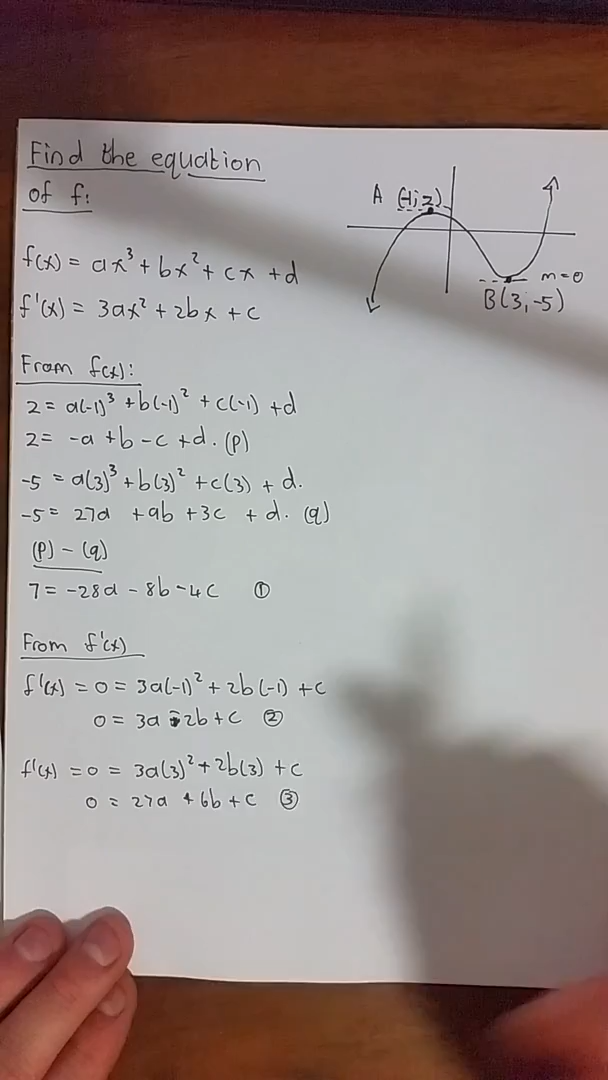 Find the equation
of f:
A (-1; 2)
m=0
B(3; -5)
f(x) = ax³ + bx² + cx + d
f'(x) = 3ax² + 2bx + c
From f(x):
2 = a(-1)³ + b(-1)² + c(-1) + d
2 = -a + b - c + d. (p)
-5 = a(3)³ + b(3)² + c(3) + d.
-5 = 27a + 9b + 3c + d. (q)
(p) - (q)
7 = -28a - 8b - 4c ①
From f'(x)
f'(x) = 0 = 3a(-1)² + 2b(-1) + c
0 = 3a - 2b + c ②
f'(x) = 0 = 3a(3)² + 2b(3) + c
0 = 27a + 6b + c ③